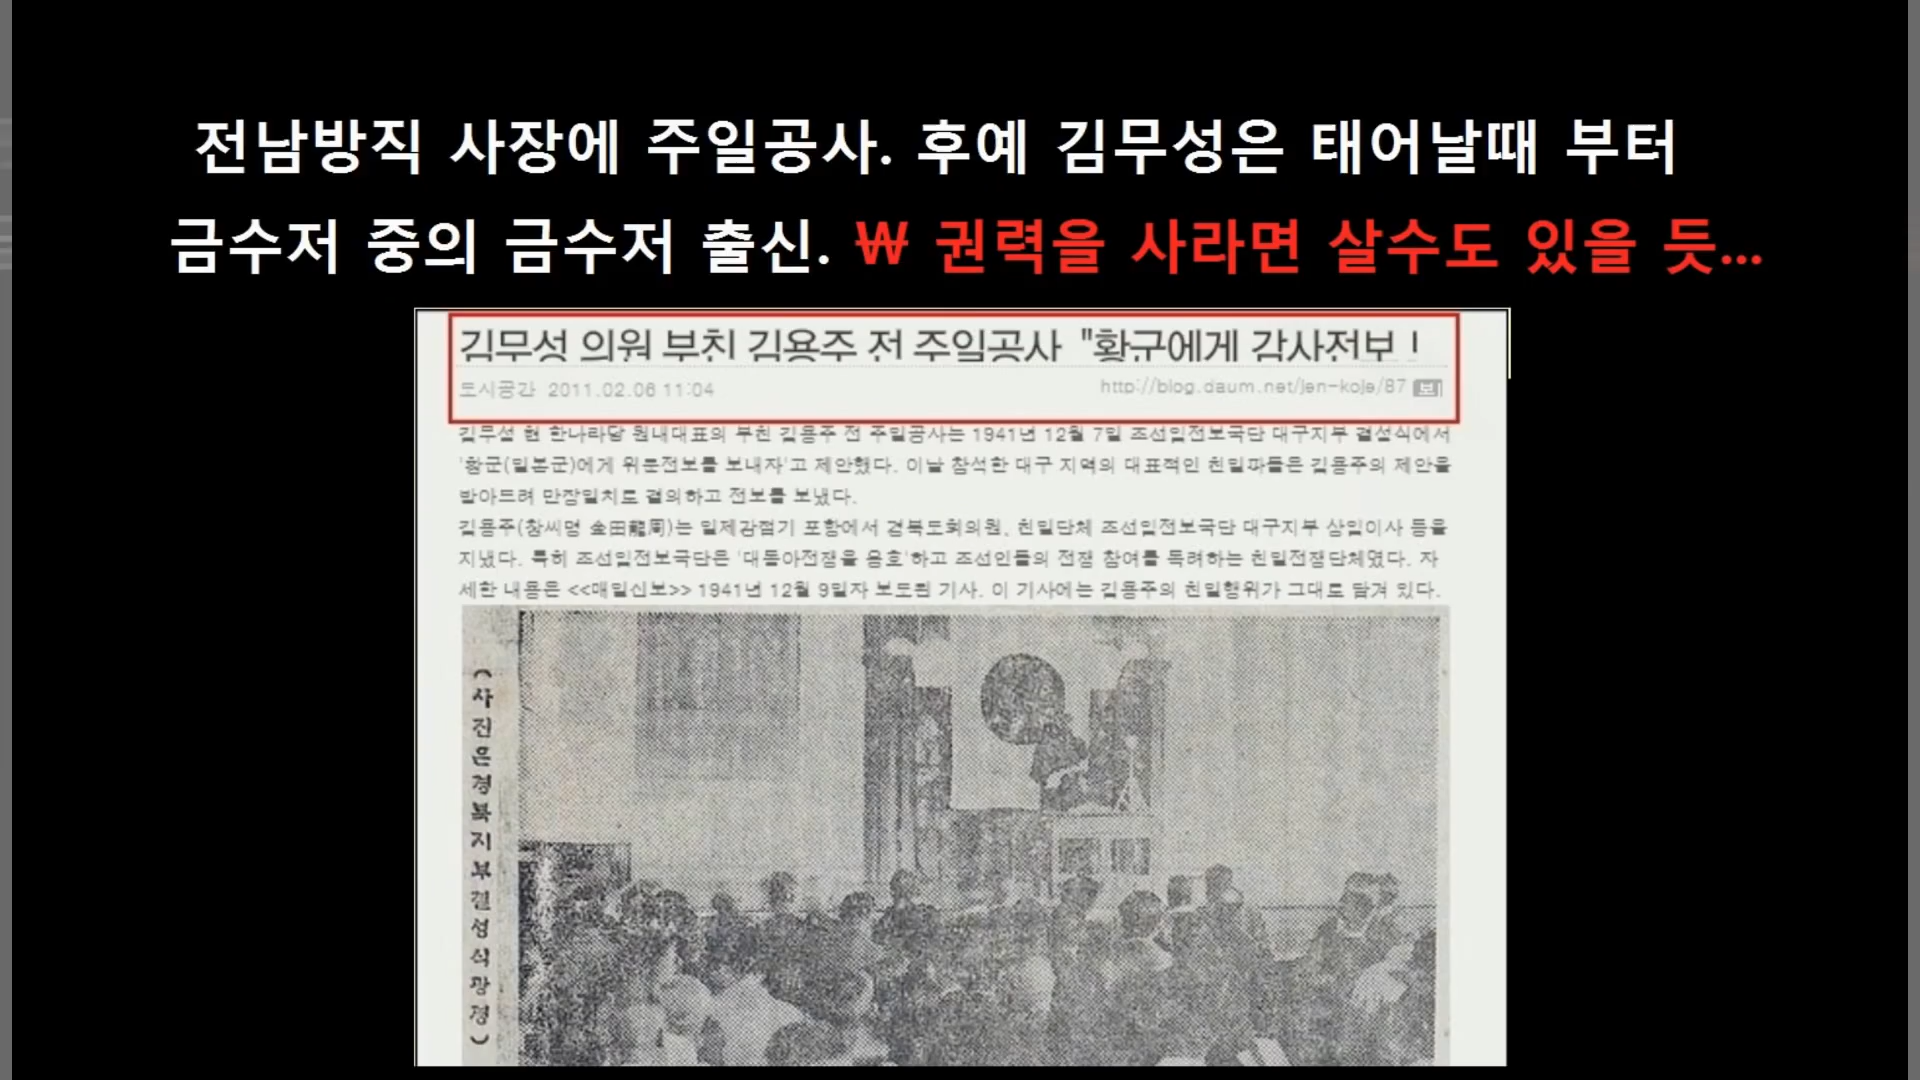 전남방직 사장에 주일공사. 후예 김무성은 태어날때 부터
금수저 중의 금수저 출신. ₩ 권력을 사라면 살수도 있을 듯...
김무성 의원 부친 김용주 전 주일공사 "황군에게 감사전보
도시공간 2011.02.06 11:04
http://blog.daum.net/jen-koje/87
김무성 현 한나라당 원내대표의 부친 김용주 전 주일공사는 1941년 12월 7일 조선임전보국단 대구지부 결성식에서
'황군(일본군)에게 위문전보를 보내자'고 제안했다. 이날 참석한 대구 지역의 대표적인 친일파들은 김용주의 제안을
받아드려 만장일치로 결의하고 전보를 보냈다.
김용주(창씨명 金田龍周)는 일제강점기 포항에서 경북도회의원, 친일단체 조선임전보국단 대구지부 상임이사 등을
지냈다. 특히 조선임전보국단은 '대동아전쟁을 옹호'하고 조선인들의 전쟁 참여를 독려하는 친일전쟁단체였다. 자
세한 내용은 <<매일신보>> 1941년 12월 9일자 보도된 기사. 이 기사에는 김용주의 친일행위가 그대로 담겨 있다.
(사진은경북지부결성식광경)